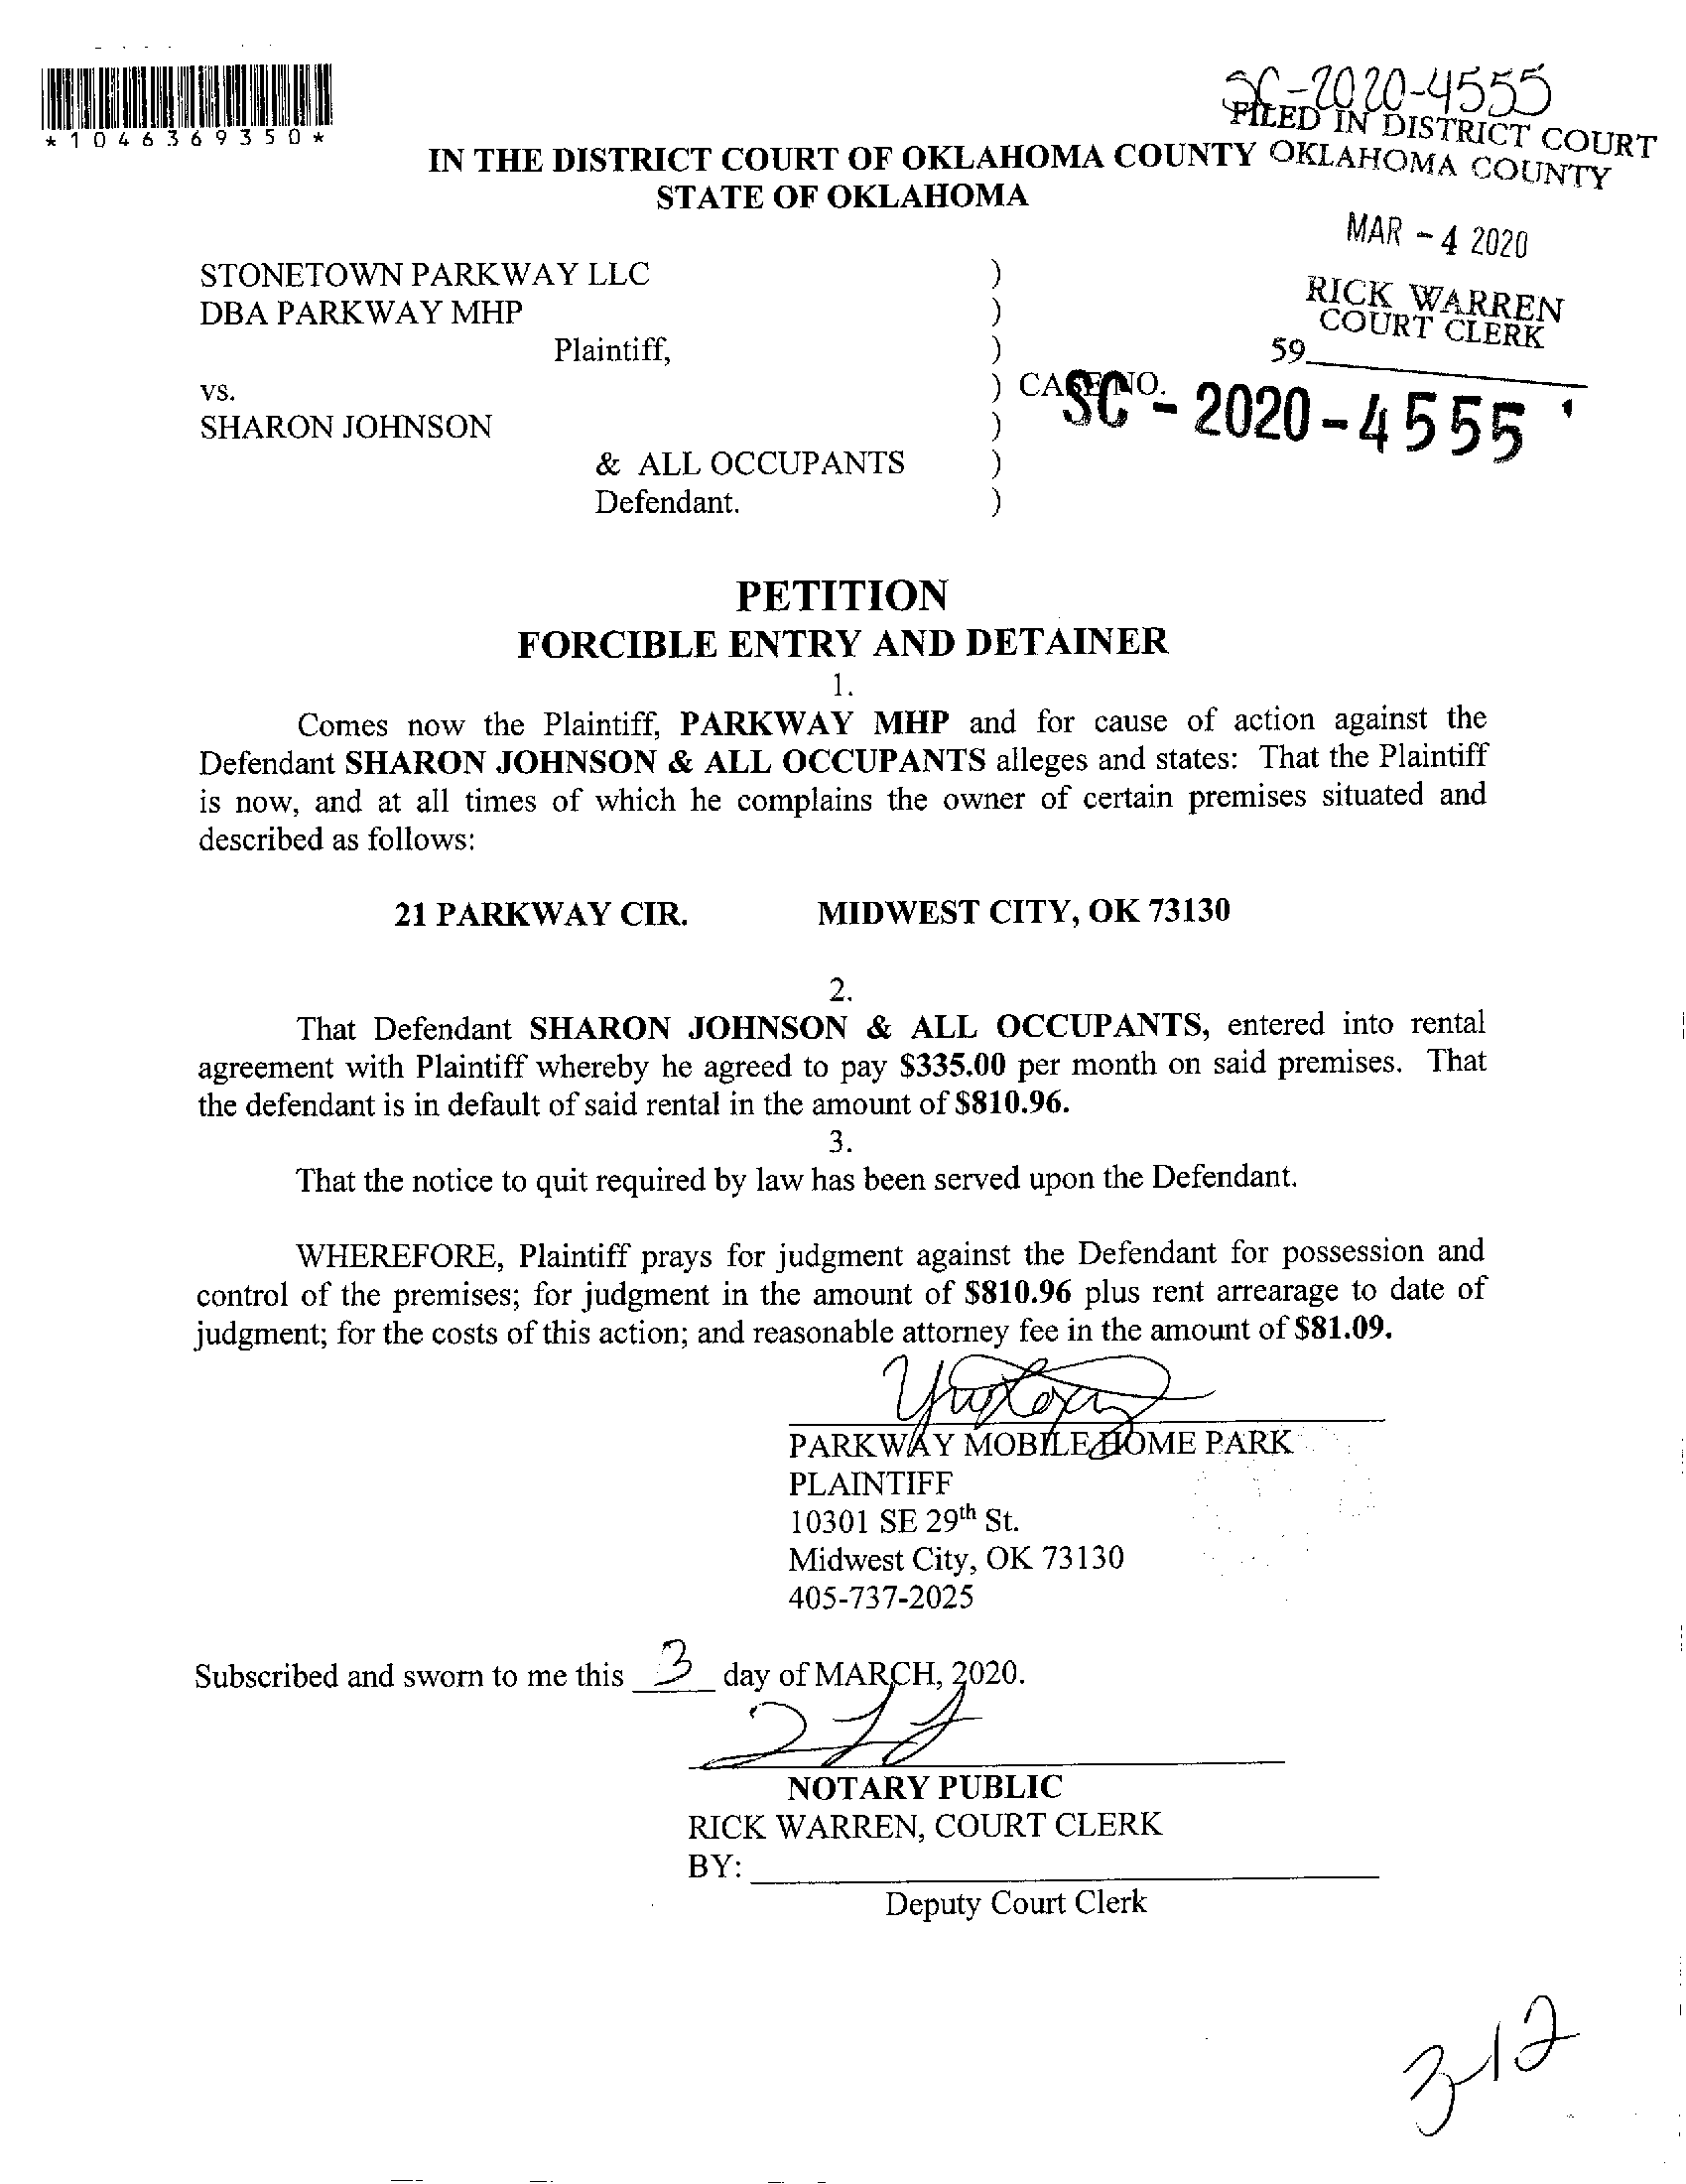 SC-2020-4555
*1046369350*
FILED IN DISTRICT COURT
OKLAHOMA COUNTY
IN THE DISTRICT COURT OF OKLAHOMA COUNTY
STATE OF OKLAHOMA
MAR - 4 2020
RICK WARREN
COURT CLERK
59
STONETOWN PARKWAY LLC )
DBA PARKWAY MHP )
Plaintiff, )
vs. ) CASE NO. SC - 2020 - 4555
SHARON JOHNSON )
& ALL OCCUPANTS )
Defendant. )
PETITION
FORCIBLE ENTRY AND DETAINER
1.
Comes now the Plaintiff, PARKWAY MHP and for cause of action against the
Defendant SHARON JOHNSON & ALL OCCUPANTS alleges and states: That the Plaintiff
is now, and at all times of which he complains the owner of certain premises situated and
described as follows:
21 PARKWAY CIR. MIDWEST CITY, OK 73130
2.
That Defendant SHARON JOHNSON & ALL OCCUPANTS, entered into rental
agreement with Plaintiff whereby he agreed to pay $335.00 per month on said premises. That
the defendant is in default of said rental in the amount of $810.96.
3.
That the notice to quit required by law has been served upon the Defendant.
WHEREFORE, Plaintiff prays for judgment against the Defendant for possession and
control of the premises; for judgment in the amount of $810.96 plus rent arrearage to date of
judgment; for the costs of this action; and reasonable attorney fee in the amount of $81.09.
PARKWAY MOBILE HOME PARK
PLAINTIFF
10301 SE 29th St.
Midwest City, OK 73130
405-737-2025
Subscribed and sworn to me this 3 day of MARCH, 2020.
NOTARY PUBLIC
RICK WARREN, COURT CLERK
BY:
Deputy Court Clerk
3-12